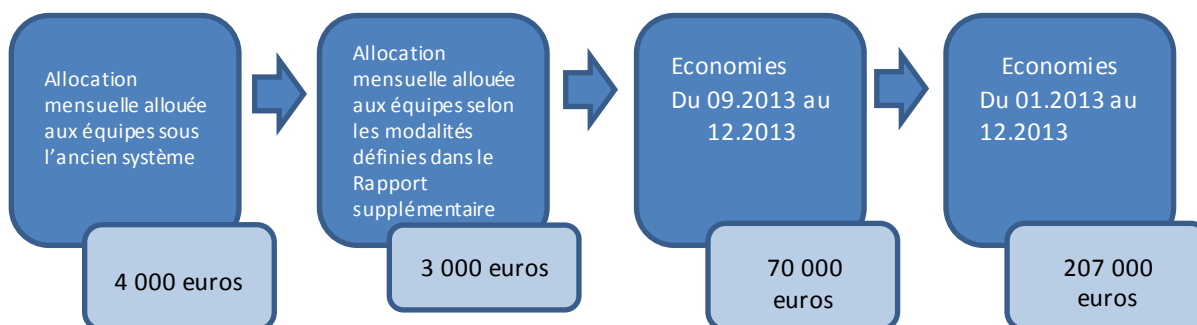 Allocation
mensuelle allouée
aux équipes sous
l’ancien système
4 000 euros
Allocation
mensuelle allouée
aux équipes selon
les modalités
définies dans le
Rapport
supplémentaire
3 000 euros
Economies
Du 09.2013 au
12.2013
70 000
euros
Economies
Du 01.2013 au
12.2013
207 000
euros